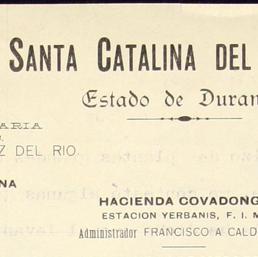 SANTA CATALINA DEL
Estado de Duran
ARIA
Z DEL RIO.
NA
HACIENDA COVADONG
ESTACION YERBANIS, F. I. M
Administrador FRANCISCO A CALD